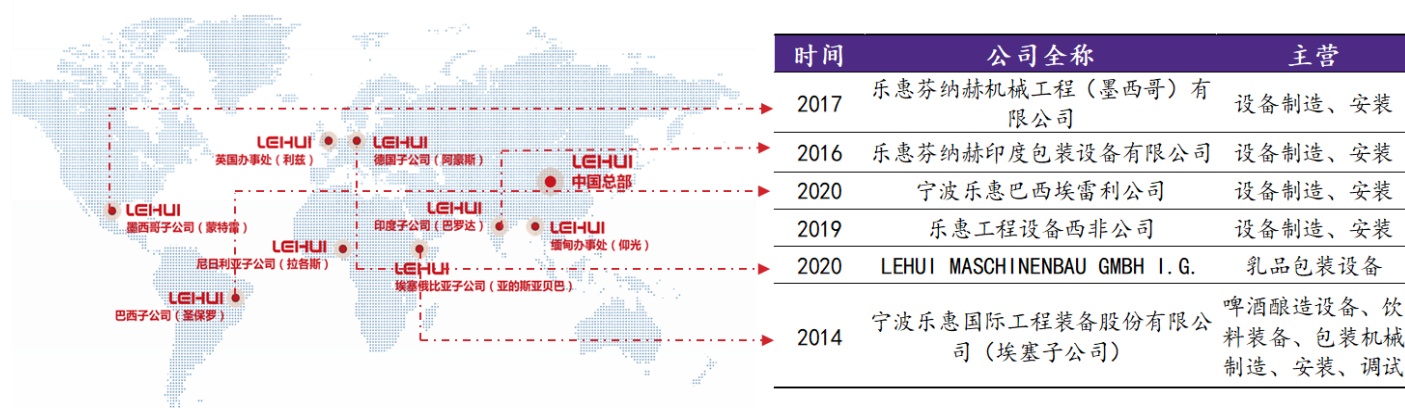 LEHUI
英国办事处（利兹）
LEHUI
德国子公司（阿豪斯）
LEHUI
中国总部
LEHUI
墨西哥子公司（蒙特雷）
LEHUI
印度子公司（巴罗达）
LEHUI
缅甸办事处（仰光）
LEHUI
尼日利亚子公司（拉各斯）
LEHUI
埃塞俄比亚子公司（亚的斯亚贝巴）
LEHUI
巴西子公司（圣保罗）
时间 公司全称 主营
2017 乐惠芬纳赫机械工程（墨西哥）有 设备制造、安装
限公司
2016 乐惠芬纳赫印度包装设备有限公司 设备制造、安装
2020 宁波乐惠巴西埃雷利公司 设备制造、安装
2019 乐惠工程设备西非公司 设备制造、安装
2020 LEHUI MASCHINENBAU GMBH I.G. 乳品包装设备
2014 宁波乐惠国际工程装备股份有限公 啤酒酿造设备、饮
司（埃塞子公司） 料装备、包装机械
制造、安装、调试